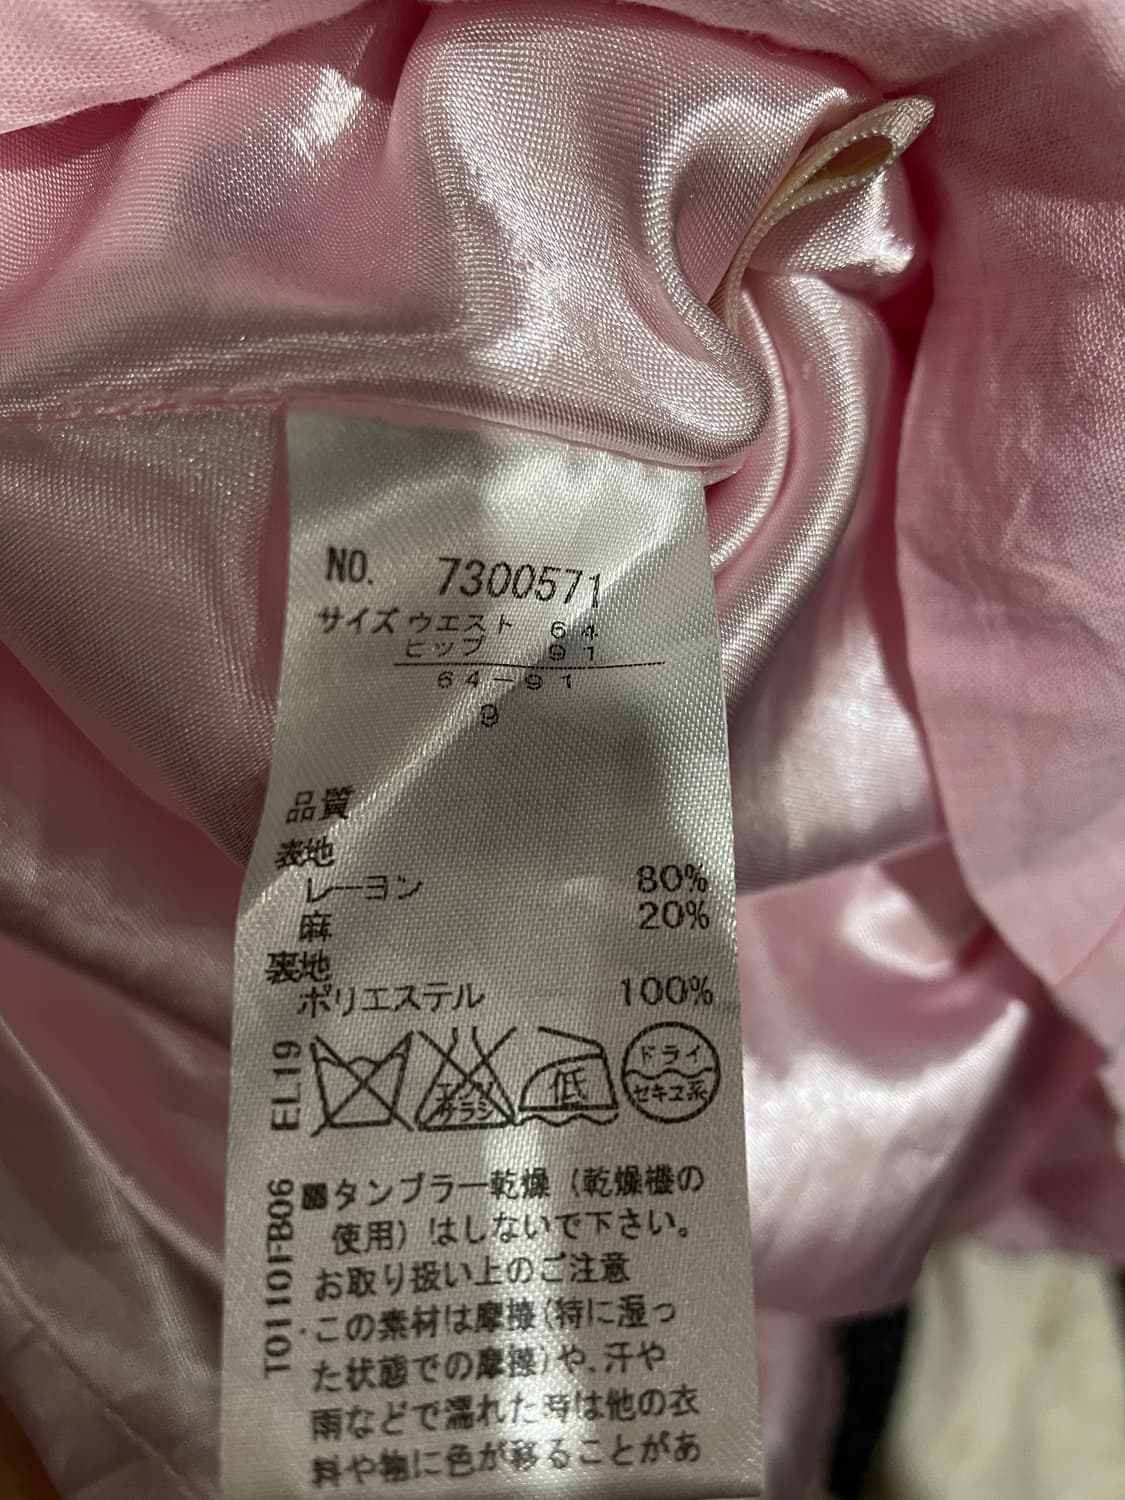 NO. 7300571
サイズ ウエスト 64
ヒップ 91
64-91
9
品質
表地
レーヨン 80%
麻 20%
裏地
ポリエステル 100%
エンソ
サラシ
低
ドライ
セキユ系
EL19
T0110FB06
タンブラー乾燥（乾燥機の
使用）はしないで下さい。
お取り扱い上のご注意
・この素材は摩擦(特に湿っ
た状態での摩擦)や、汗や
雨などで濡れた時は他の衣
料や物に色が移ることがあ